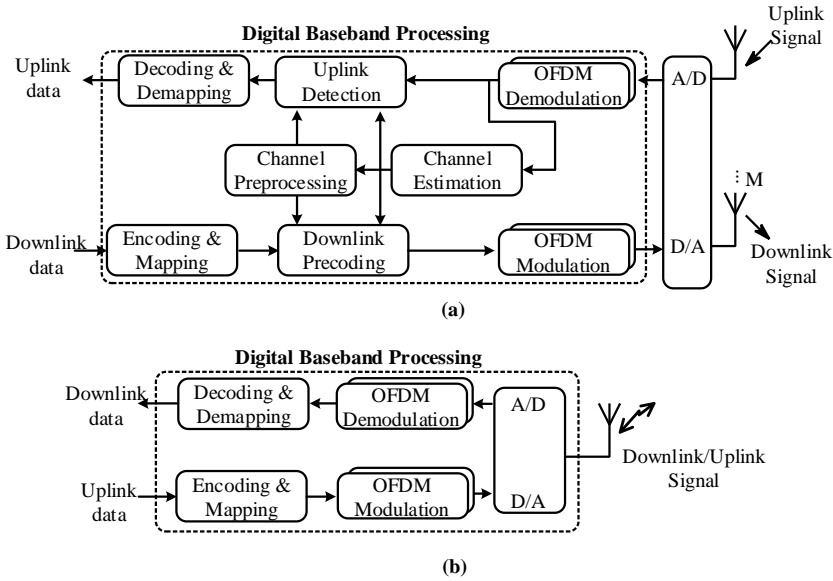 Digital Baseband Processing
Uplink
Signal
Uplink
data
Decoding &
Demapping
Uplink
Detection
OFDM
Demodulation
A/D
Channel
Preprocessing
Channel
Estimation
... M
Downlink
data
Encoding &
Mapping
Downlink
Precoding
OFDM
Modulation
D/A
Downlink
Signal
(a)
Digital Baseband Processing
Downlink
data
Decoding &
Demapping
OFDM
Demodulation
A/D
Downlink/Uplink
Signal
Uplink
data
Encoding &
Mapping
OFDM
Modulation
D/A
(b)